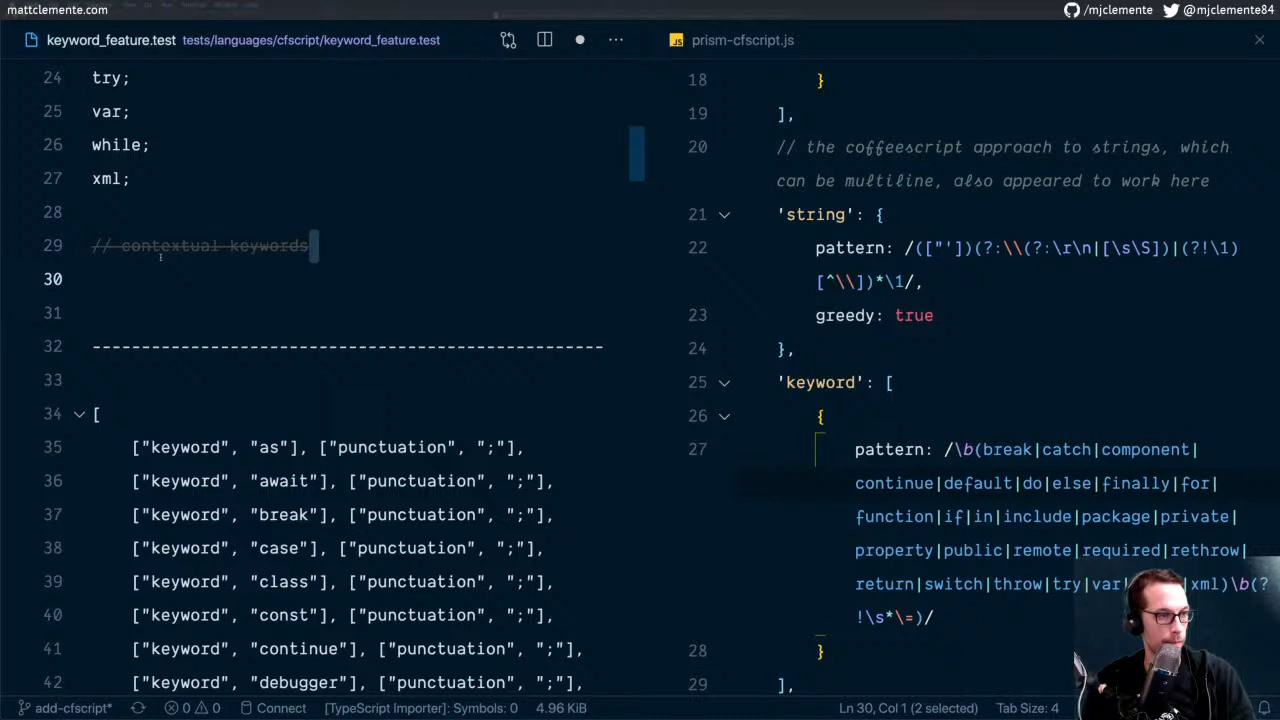 mattclemente.com
/mjclemente @mjclemente84
keyword_feature.test tests/languages/cfscript/keyword_feature.test
24 try;
25 var;
26 while;
27 xml;
28
29 // contextual keywords
30
31
32 ----------------------------------------------------
33
34 [
35 ["keyword", "as"], ["punctuation", ";"],
36 ["keyword", "await"], ["punctuation", ";"],
37 ["keyword", "break"], ["punctuation", ";"],
38 ["keyword", "case"], ["punctuation", ";"],
39 ["keyword", "class"], ["punctuation", ";"],
40 ["keyword", "const"], ["punctuation", ";"],
41 ["keyword", "continue"], ["punctuation", ";"],
42 ["keyword", "debugger"], ["punctuation", ";"],
JS prism-cfscript.js
18 }
19 ],
20 // the coffeescript approach to strings, which
can be multiline, also appeared to work here
21 'string': {
22 pattern: /(["'])(?:\\(?:\r\n|[\s\S])|(?!\1)
[^\\])*\1/,
23 greedy: true
24 },
25 'keyword': [
26 {
27 pattern: /\b(break|catch|component|
continue|default|do|else|finally|for|
function|if|in|include|package|private|
property|public|remote|required|rethrow|
return|switch|throw|try|var| |xml)\b(?
!\s*\=)/
28 }
29 ],
add-cfscript* 0 0 Connect [TypeScript Importer]: Symbols: 0 4.96 KiB Ln 30, Col 1 (2 selected) Tab Size: 4